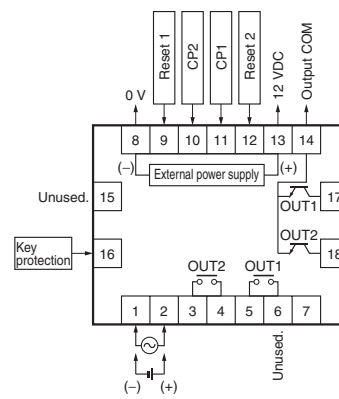 Reset 1
CP2
CP1
Reset 2
12 VDC
Output COM
0 V
8 9 10 11 12 13 14
(−) External power supply (+)
Unused. 15
17
OUT1
Key protection
16
OUT2
18
OUT2
OUT1
1 2 3 4 5 6 7
Unused.
(−) (+)